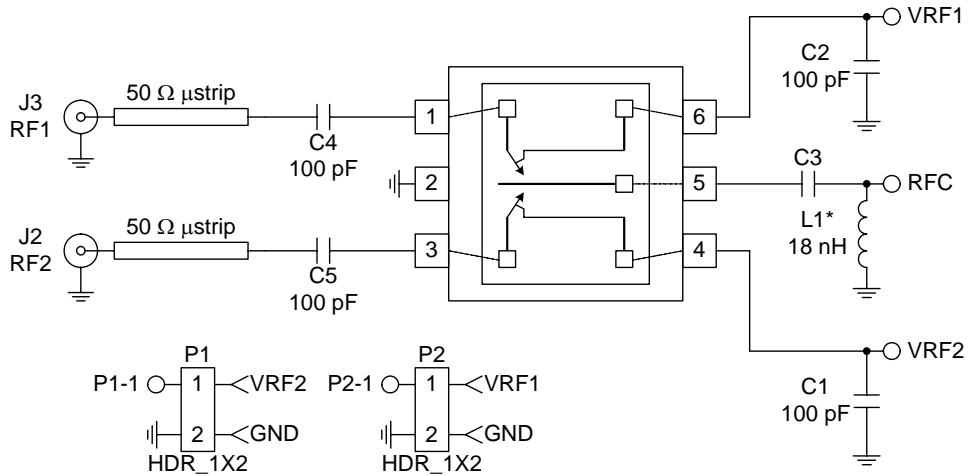 VRF1
C2
100 pF
J3
RF1
50 Ω μstrip
C4
100 pF
1
6
2
5
C3
RFC
L1*
18 nH
J2
RF2
50 Ω μstrip
C5
100 pF
3
4
VRF2
C1
100 pF
P1
P1-1
1
VRF2
2
GND
HDR_1X2
P2
P2-1
1
VRF1
2
GND
HDR_1X2